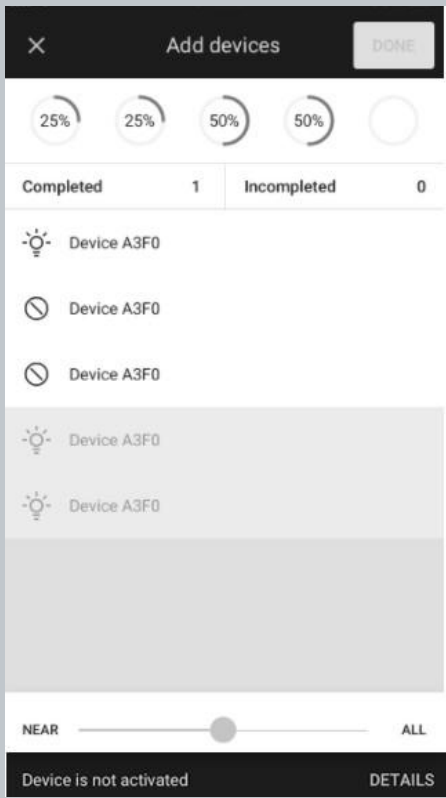 Add devices DONE
25% 25% 50% 50%
Completed 1 Incompleted 0
Device A3F0
Device A3F0
Device A3F0
Device A3F0
Device A3F0
NEAR ALL
Device is not activated DETAILS